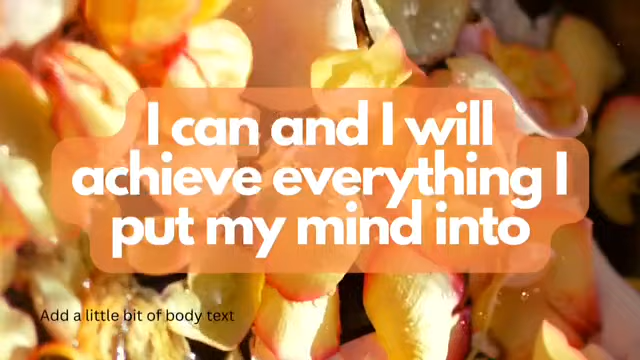 I can and I will
achieve everything I
put my mind into
Add a little bit of body text